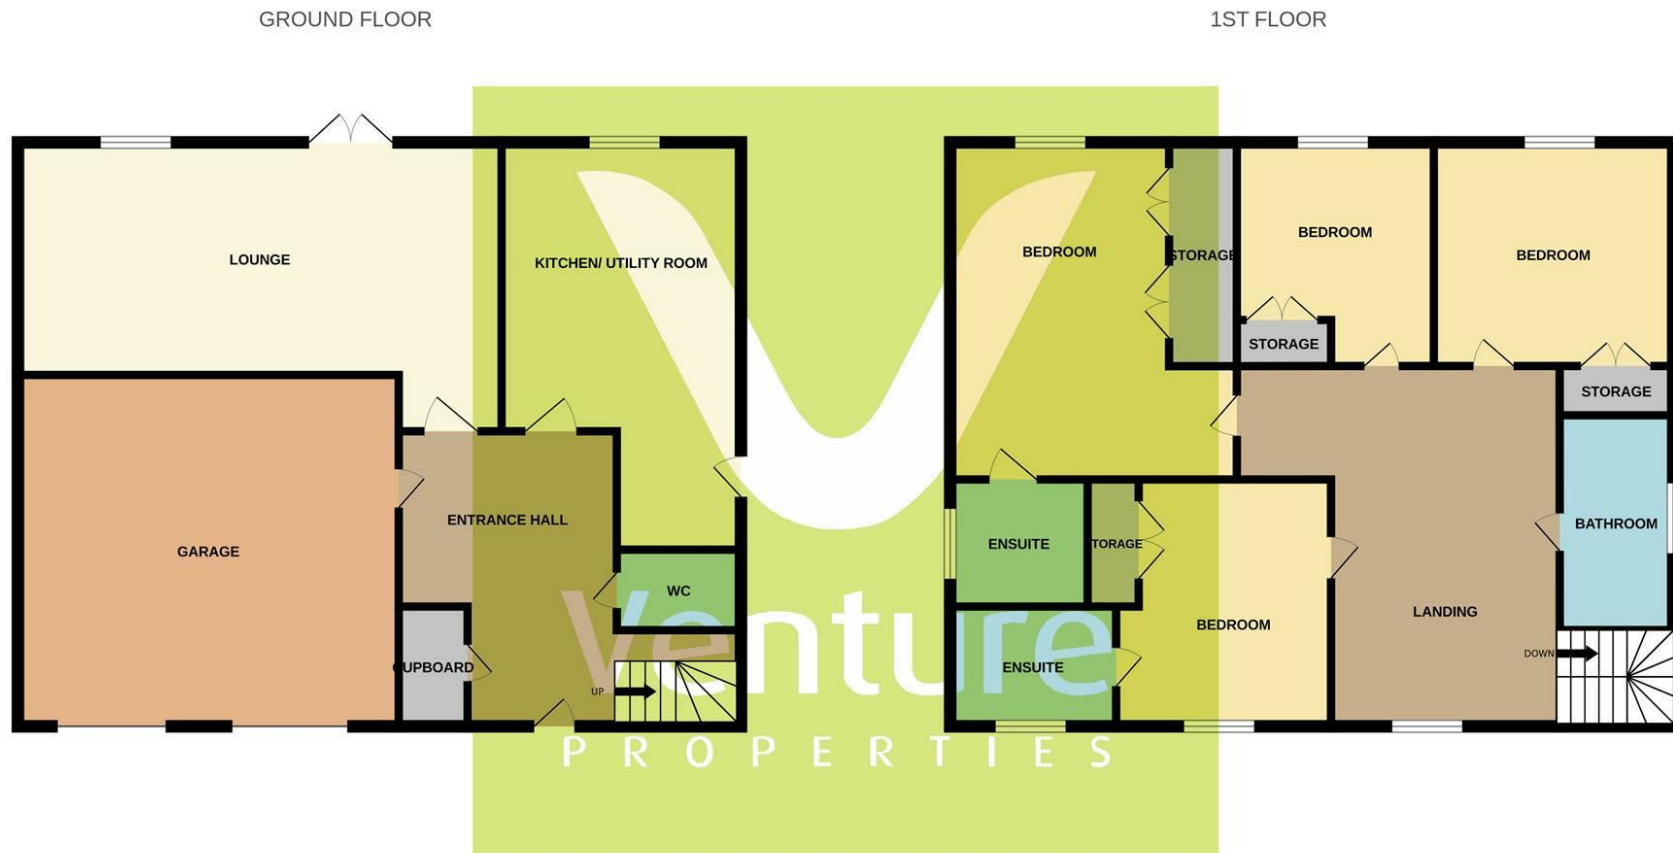 GROUND FLOOR
1ST FLOOR
LOUNGE
KITCHEN/ UTILITY ROOM
GARAGE
ENTRANCE HALL
WC
CUPBOARD
UP
BEDROOM
STORAGE
BEDROOM
STORAGE
BEDROOM
STORAGE
ENSUITE
TORAGE
BEDROOM
ENSUITE
LANDING
BATHROOM
DOWN
Venture
PROPERTIES